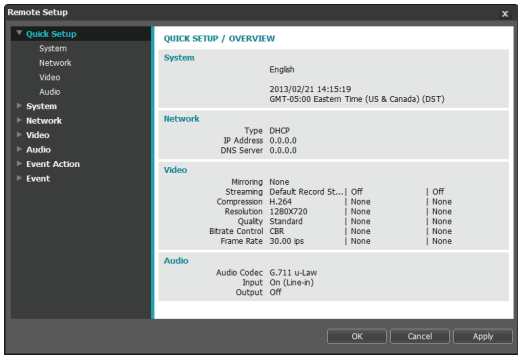 Remote Setup X
Quick Setup
System
Network
Video
Audio
System
Network
Video
Audio
Event Action
Event
QUICK SETUP / OVERVIEW
System
English
2013/02/21 14:15:19
GMT-05:00 Eastern Time (US & Canada) (DST)
Network
Type DHCP
IP Address 0.0.0.0
DNS Server 0.0.0.0
Video
Mirroring None
Streaming Default Record St...| Off | Off
Compression H.264 | None | None
Resolution 1280X720 | None | None
Quality Standard | None | None
Bitrate Control CBR | None | None
Frame Rate 30.00 ips | None | None
Audio
Audio Codec G.711 u-Law
Input On (Line-in)
Output Off
OK Cancel Apply